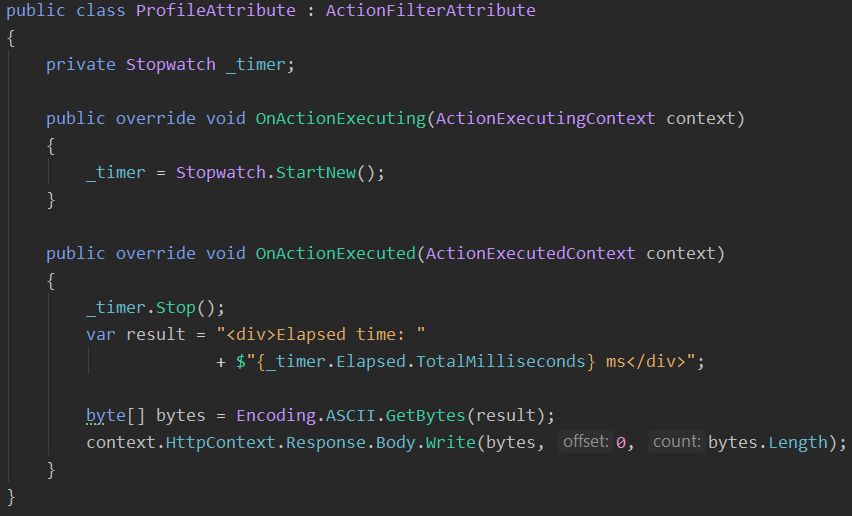 public class ProfileAttribute : ActionFilterAttribute
{
    private Stopwatch _timer;

    public override void OnActionExecuting(ActionExecutingContext context)
    {
        _timer = Stopwatch.StartNew();
    }

    public override void OnActionExecuted(ActionExecutedContext context)
    {
        _timer.Stop();
        var result = "<div>Elapsed time: "
                     + $"{_timer.Elapsed.TotalMilliseconds} ms</div>";

        byte[] bytes = Encoding.ASCII.GetBytes(result);
        context.HttpContext.Response.Body.Write(bytes, offset: 0, count: bytes.Length);
    }
}